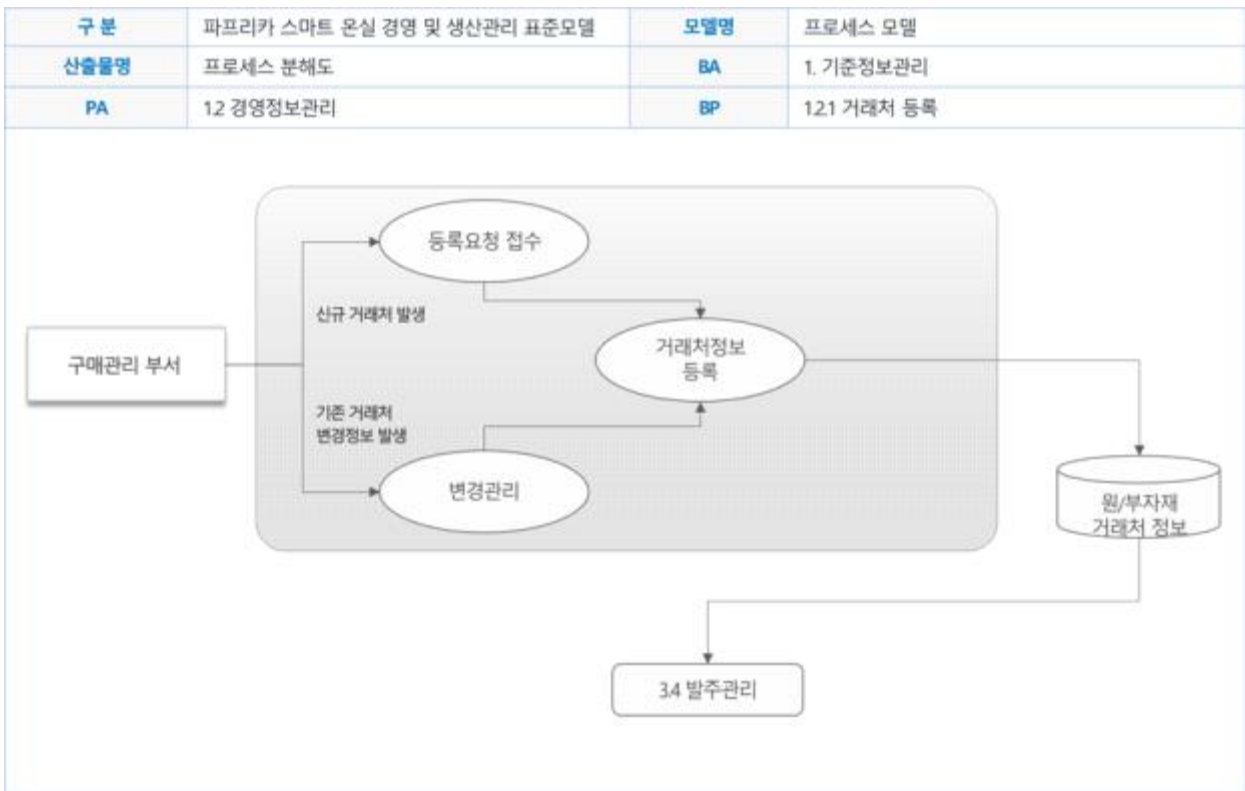 구 분 파프리카 스마트 온실 경영 및 생산관리 표준모델 모델명 프로세스 모델
산출물명 프로세스 분해도 BA 1. 기준정보관리
PA 1.2 경영정보관리 BP 1.2.1 거래처 등록
등록요청 접수
신규 거래처 발생
구매관리 부서
거래처정보
등록
기존 거래처
변경정보 발생
변경관리
원/부자재
거래처 정보
3.4 발주관리